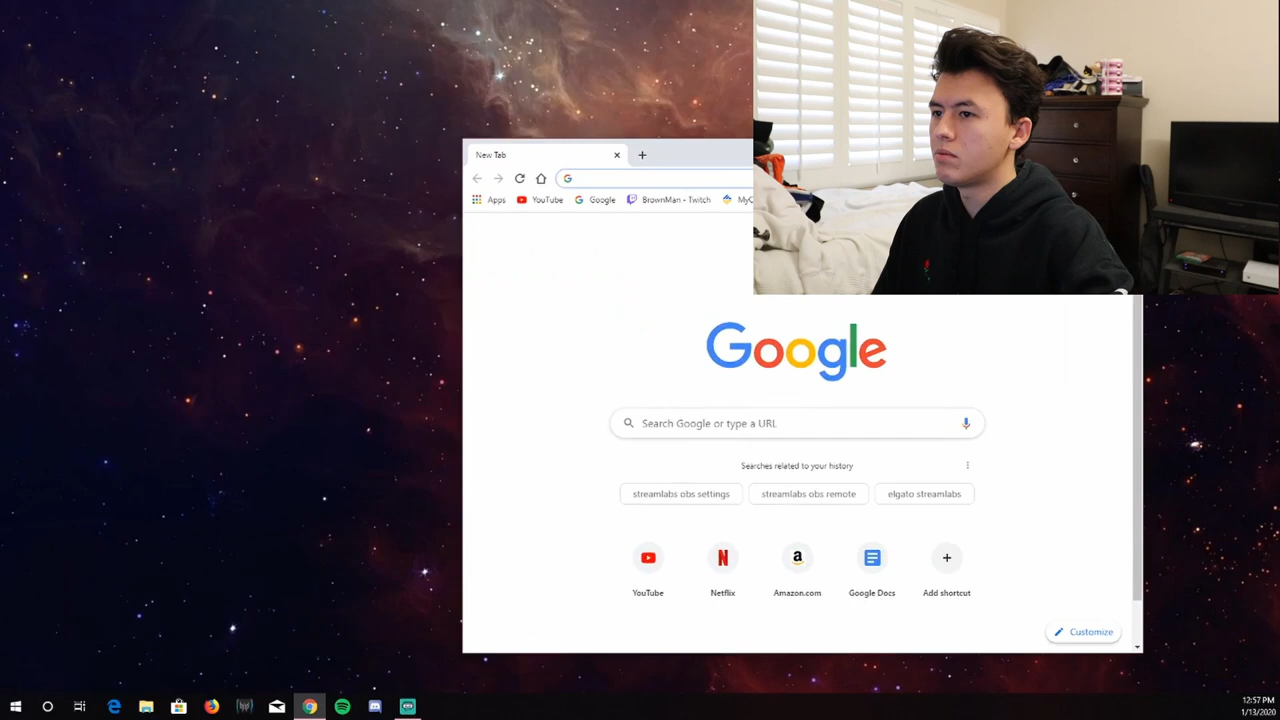 New Tab
Apps YouTube Google BrownMan - Twitch MyC
Google
Search Google or type a URL
Searches related to your history
streamlabs obs settings streamlabs obs remote elgato streamlabs
YouTube Netflix Amazon.com Google Docs Add shortcut
Customize
12:57 PM
1/13/2020